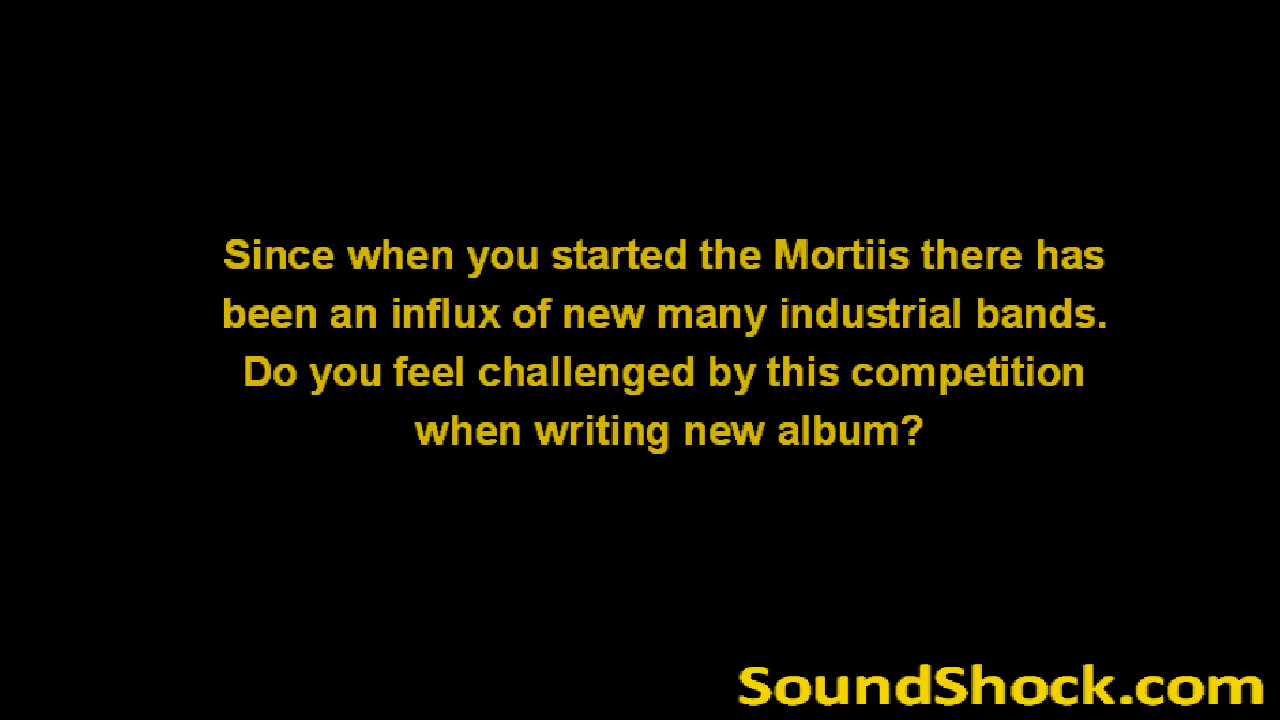 Since when you started the Mortiis there has
been an influx of new many industrial bands.
Do you feel challenged by this competition
when writing new album?
SoundShock.com